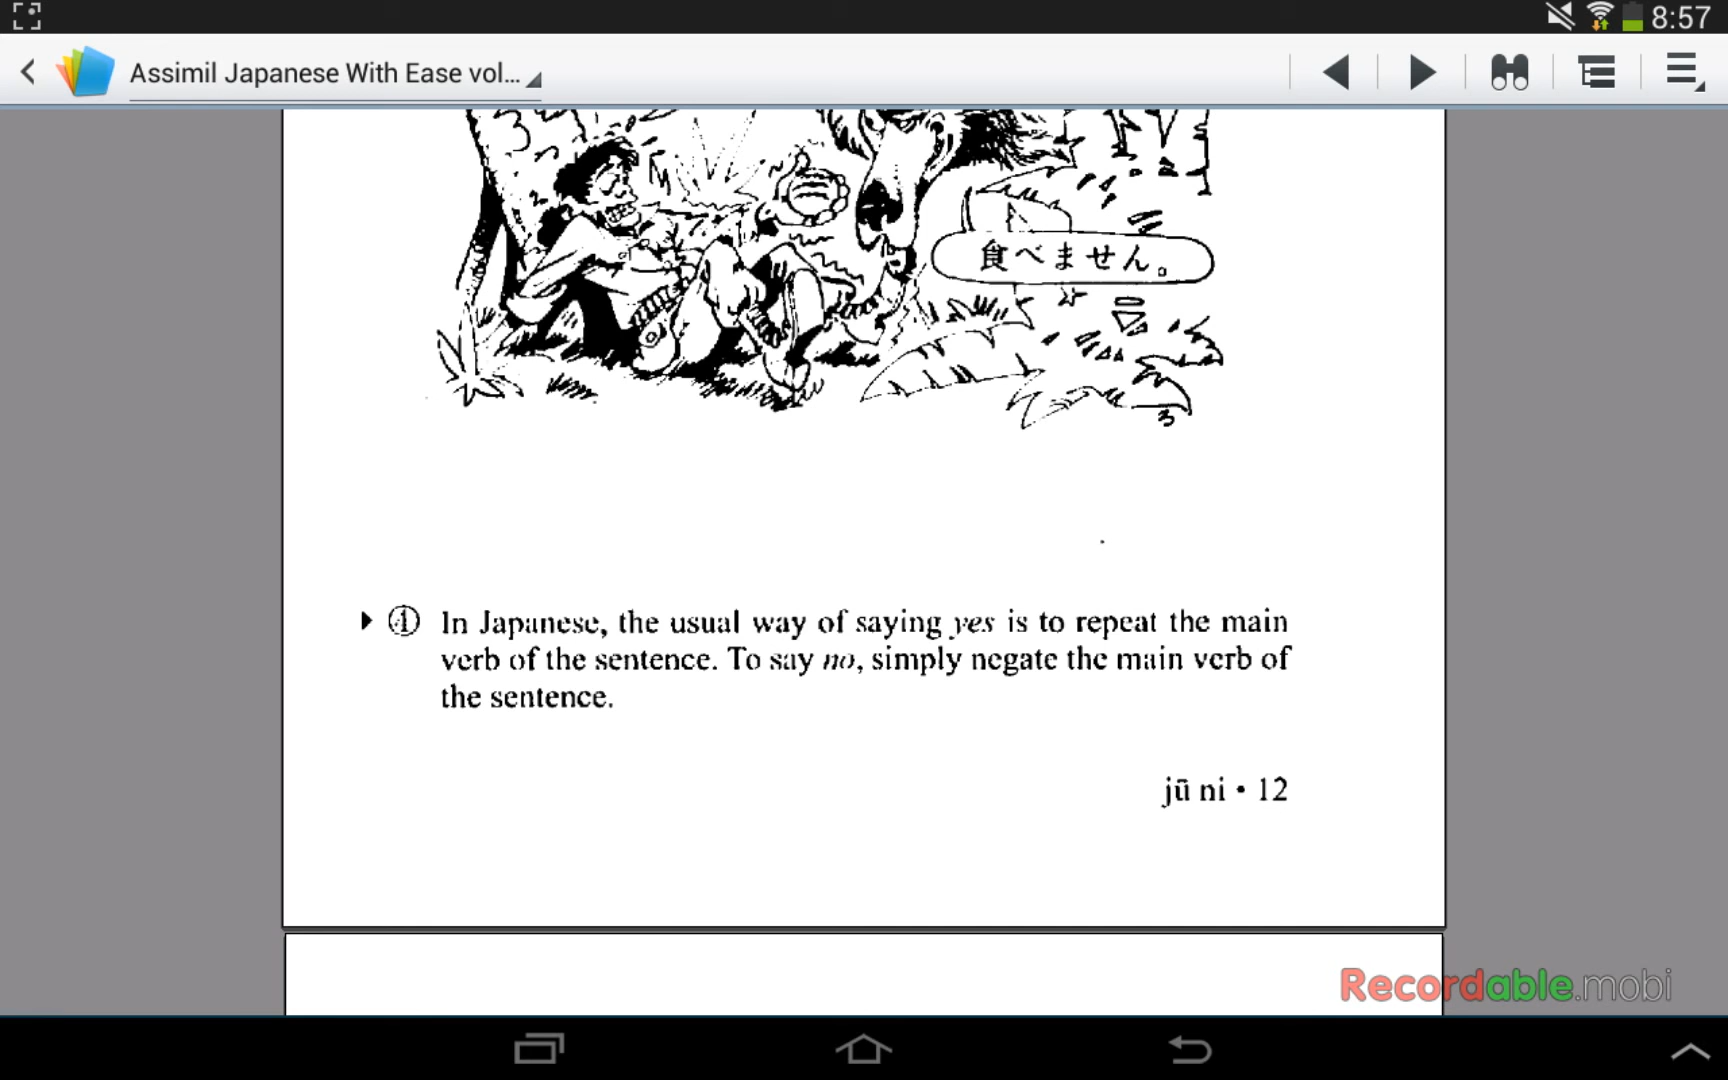 8:57
Assimil Japanese With Ease vol...
食べません。
④ In Japanese, the usual way of saying yes is to repeat the main
verb of the sentence. To say no, simply negate the main verb of
the sentence.
jū ni • 12
Recordable.mobi